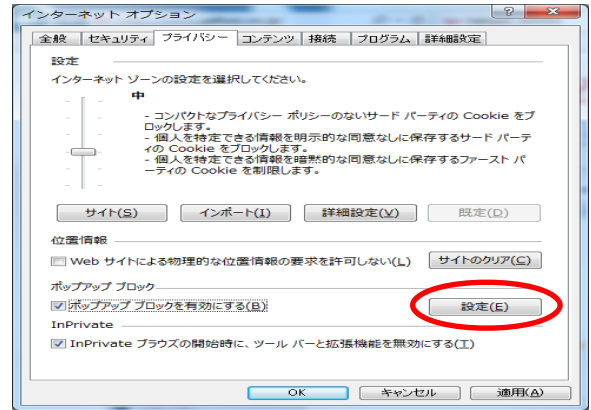 インターネット オプション
全般 セキュリティ プライバシー コンテンツ 接続 プログラム 詳細設定
設定
インターネット ゾーンの設定を選択してください。
中
- コンパクトなプライバシー ポリシーのないサード パーティの Cookie をブ
ロックします。
- 個人を特定できる情報を明示的な同意なしに保存するサード パーテ
ィの Cookie をブロックします。
- 個人を特定できる情報を暗黙的な同意なしに保存するファースト パ
ーティの Cookie を制限します。
サイト(S) インポート(I) 詳細設定(V) 既定(D)
位置情報
Web サイトによる物理的な位置情報の要求を許可しない(L) サイトのクリア(C)
ポップアップ ブロック
ポップアップ ブロックを有効にする(B) 設定(E)
InPrivate
InPrivate ブラウズの開始時に、ツール バーと拡張機能を無効にする(T)
OK キャンセル 適用(A)